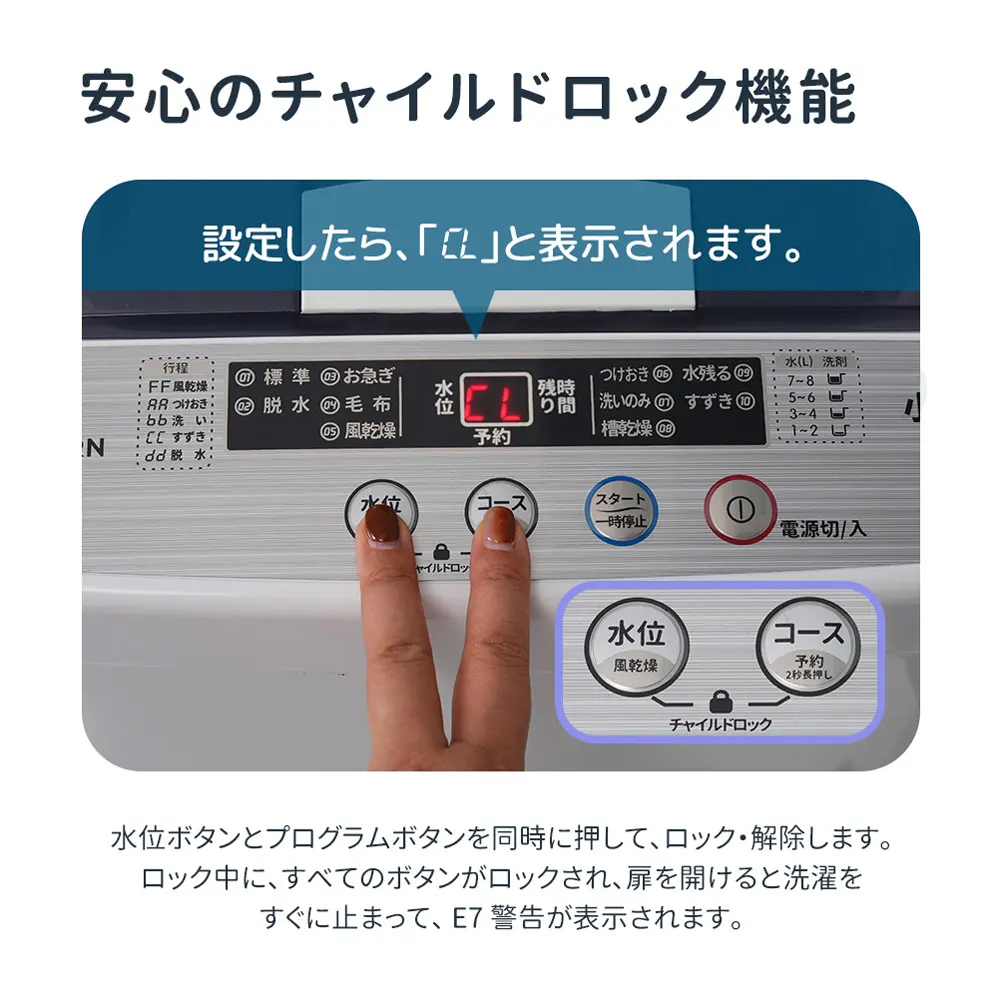 安心のチャイルドロック機能
設定したら、「CL」と表示されます。
行程
FF 風乾燥
AA つけおき
bb 洗い
CC すすぎ
dd 脱水
01 標準 03 お急ぎ
02 脱水 04 毛布
05 風乾燥
水位
CL
残り時間
予約
つけおき 06 水残る 09
洗いのみ 07 すすぎ 10
槽乾燥 08
水(L) 洗剤
7~8
5~6
3~4
1~2
RN
水位
コース
スタート
一時停止
電源切/入
水位
風乾燥
コース
予約
2秒長押し
チャイルドロック
水位ボタンとプログラムボタンを同時に押して、ロック・解除します。
ロック中に、すべてのボタンがロックされ、扉を開けると洗濯を
すぐに止まって、E7 警告が表示されます。